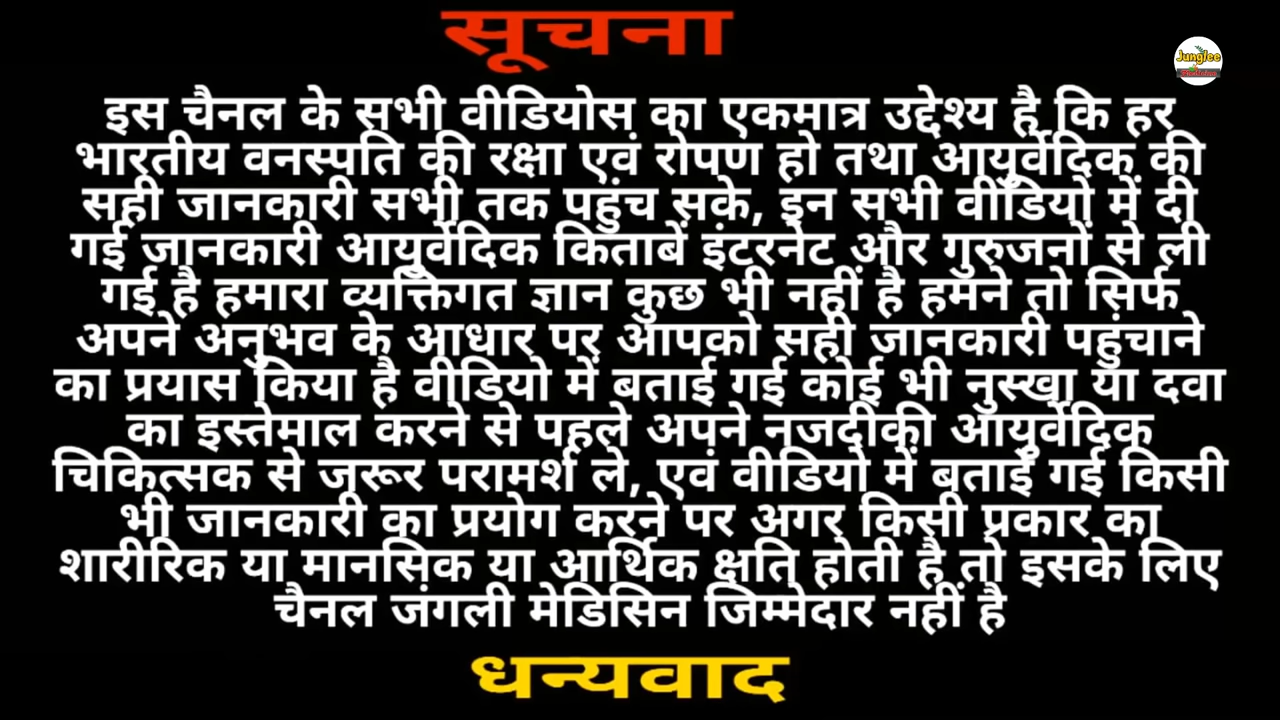 सूचना
Junglee
इस चैनल के सभी वीडियोस का एकमात्र उद्देश्य है कि हर
भारतीय वनस्पति की रक्षा एवं रोपण हो तथा आयुर्वेदिक की
सही जानकारी सभी तक पहुंच सके, इन सभी वीडियो में दी
गई जानकारी आयुर्वेदिक किताबें इंटरनेट और गुरुजनों से ली
गई है हमारा व्यक्तिगत ज्ञान कुछ भी नहीं है हमने तो सिर्फ
अपने अनुभव के आधार पर आपको सही जानकारी पहुंचाने
का प्रयास किया है वीडियो में बताई गई कोई भी नुस्खा या दवा
का इस्तेमाल करने से पहले अपने नजदीकी आयुर्वेदिक
चिकित्सक से जरूर परामर्श ले, एवं वीडियो में बताई गई किसी
भी जानकारी का प्रयोग करने पर अगर किसी प्रकार का
शारीरिक या मानसिक या आर्थिक क्षति होती है तो इसके लिए
चैनल जंगली मेडिसिन जिम्मेदार नहीं है
धन्यवाद